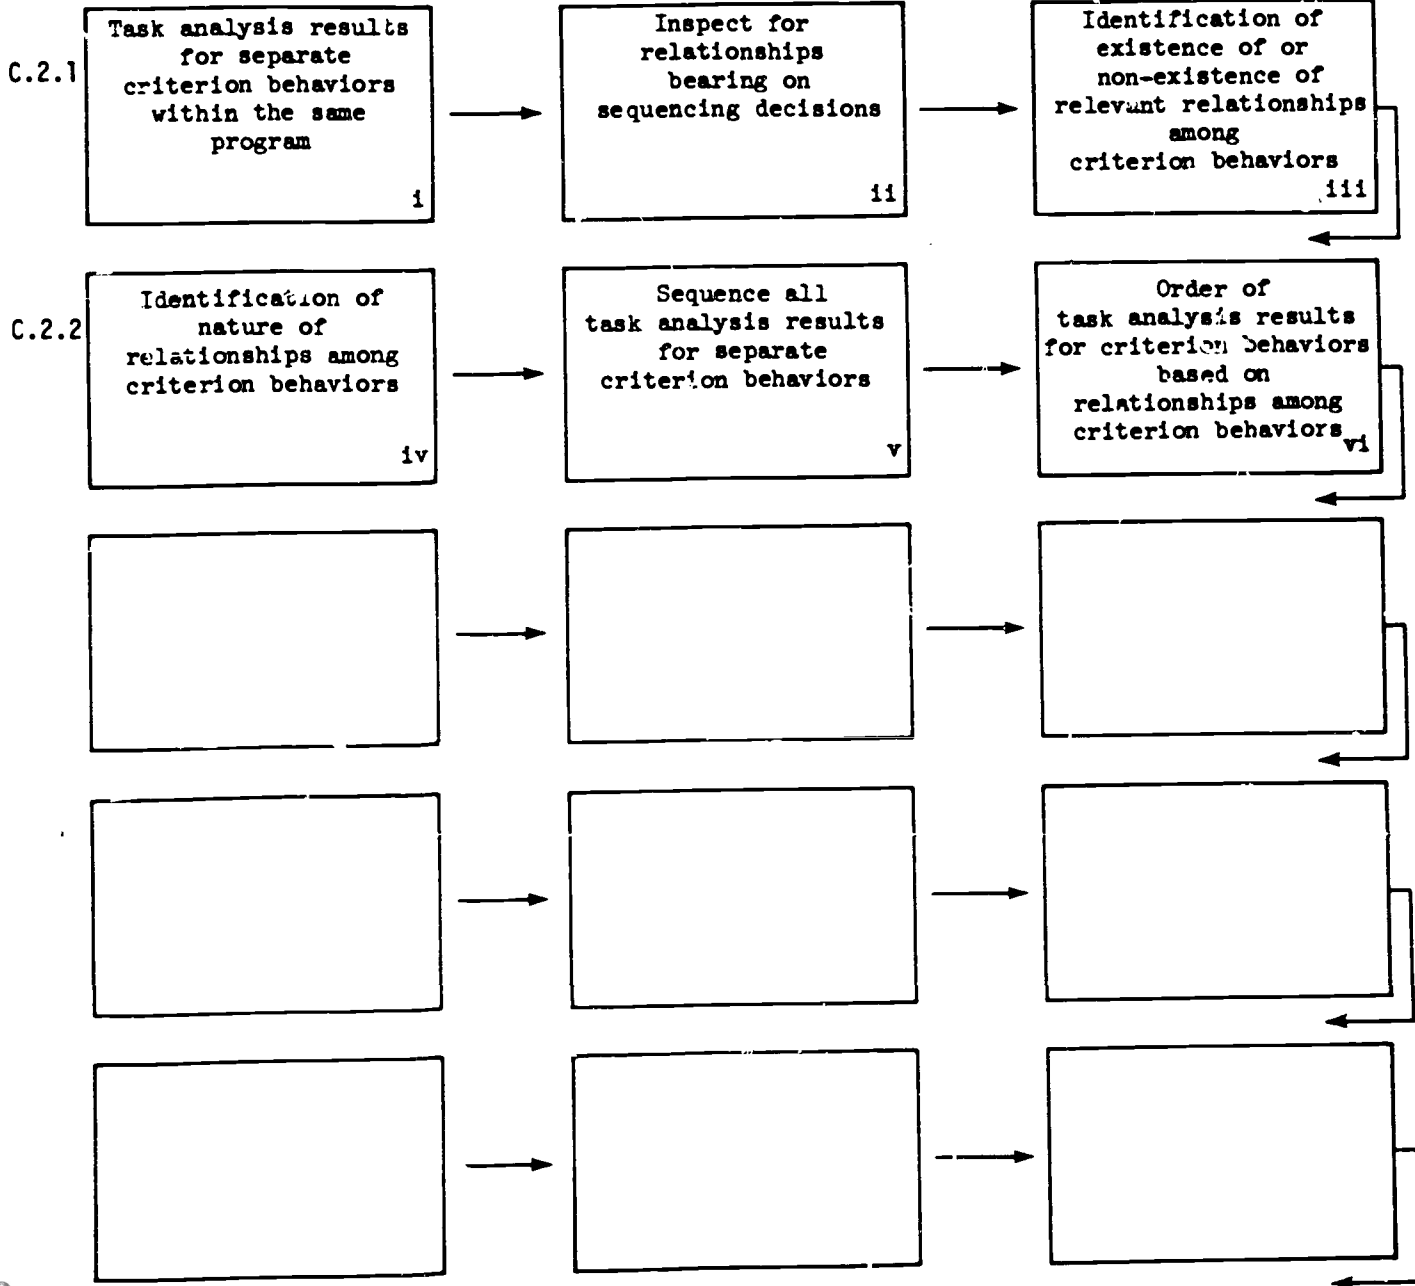 C.2.1
Task analysis results
for separate
criterion behaviors
within the same
program
i
Inspect for
relationships
bearing on
sequencing decisions
ii
Identification of
existence of or
non-existence of
relevant relationships
among
criterion behaviors
iii
C.2.2
Identification of
nature of
relationships among
criterion behaviors
iv
Sequence all
task analysis results
for separate
criterion behaviors
v
Order of
task analysis results
for criterion behaviors
based on
relationships among
criterion behaviors
vi